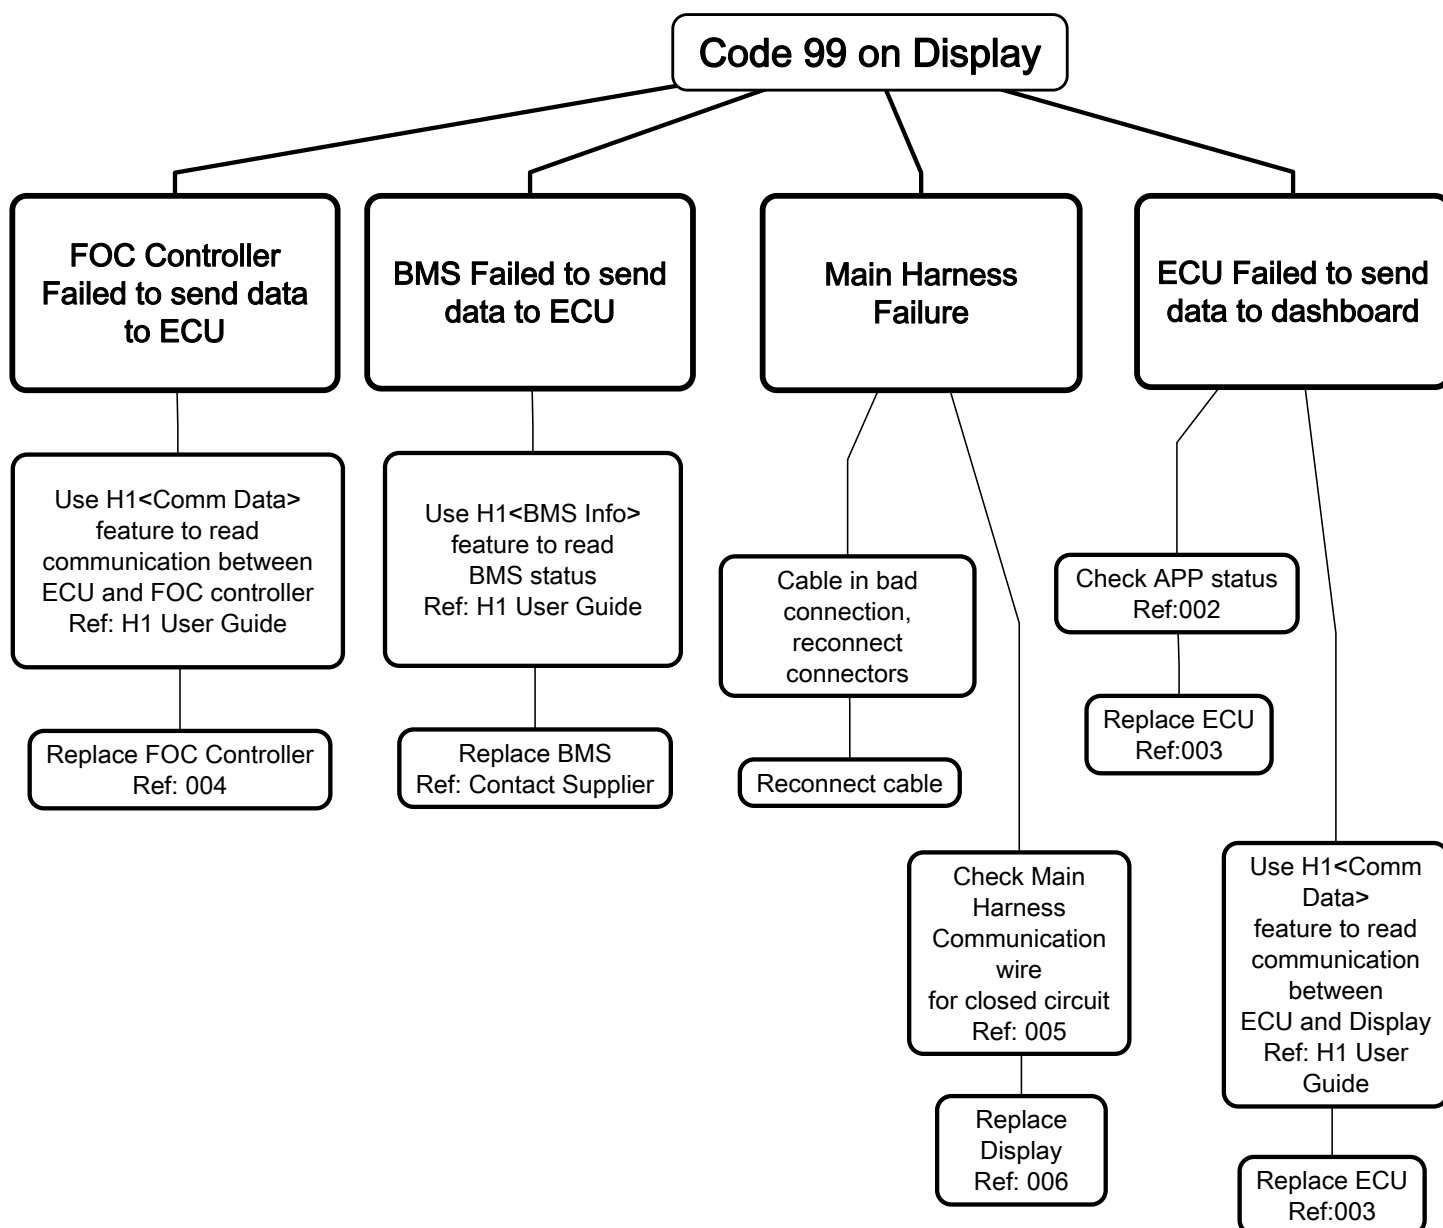 Code 99 on Display
FOC Controller
Failed to send data
to ECU
BMS Failed to send
data to ECU
Main Harness
Failure
ECU Failed to send
data to dashboard
Use H1<Comm Data>
feature to read
communication between
ECU and FOC controller
Ref: H1 User Guide
Use H1<BMS Info>
feature to read
BMS status
Ref: H1 User Guide
Cable in bad
connection,
reconnect
connectors
Check APP status
Ref:002
Replace FOC Controller
Ref: 004
Replace BMS
Ref: Contact Supplier
Reconnect cable
Replace ECU
Ref:003
Check Main
Harness
Communication
wire
for closed circuit
Ref: 005
Use H1<Comm
Data>
feature to read
communication
between
ECU and Display
Ref: H1 User
Guide
Replace
Display
Ref: 006
Replace ECU
Ref:003